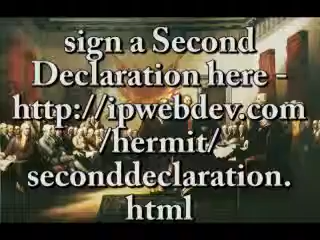 sign a Second
Declaration here -
http://ipwebdev.com
/hermit/
seconddeclaration.
html